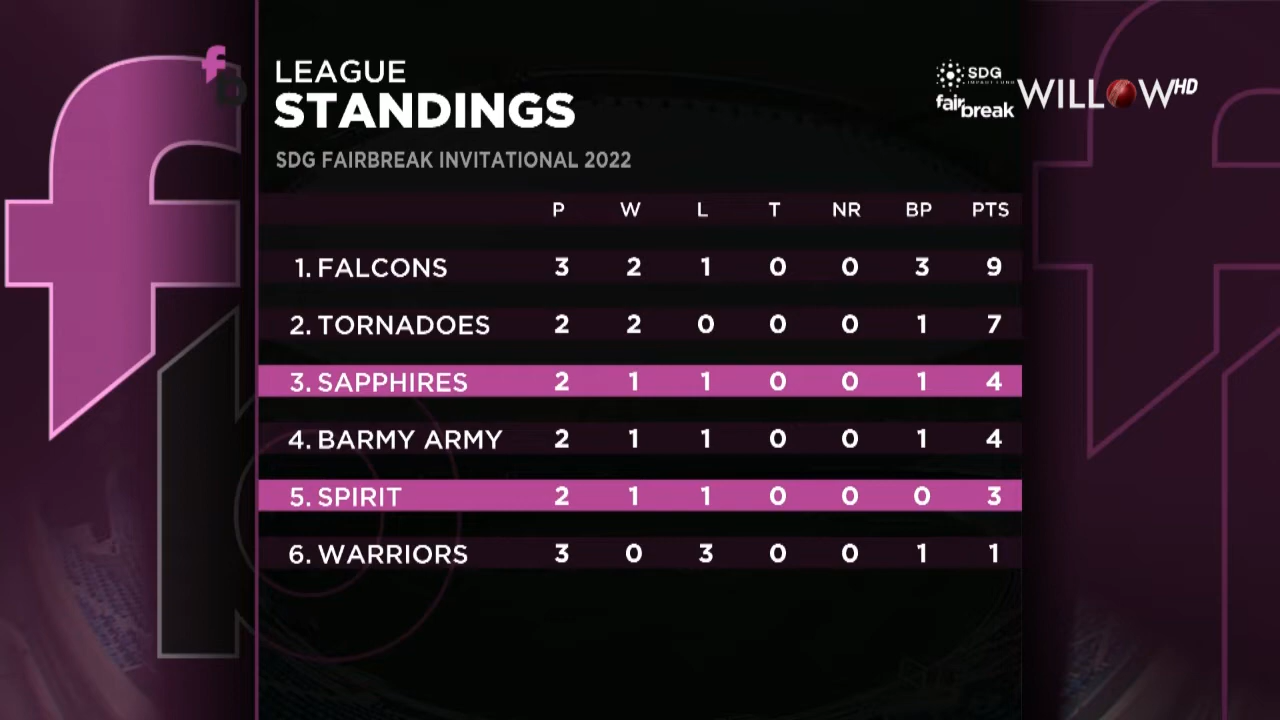 LEAGUE
STANDINGS
SDG FAIRBREAK INVITATIONAL 2022
SDG
fair break
WILLOW HD
P W L T NR BP PTS
1. FALCONS 3 2 1 0 0 3 9
2. TORNADOES 2 2 0 0 0 1 7
3. SAPPHIRES 2 1 1 0 0 1 4
4. BARMY ARMY 2 1 1 0 0 1 4
5. SPIRIT 2 1 1 0 0 0 3
6. WARRIORS 3 0 3 0 0 1 1